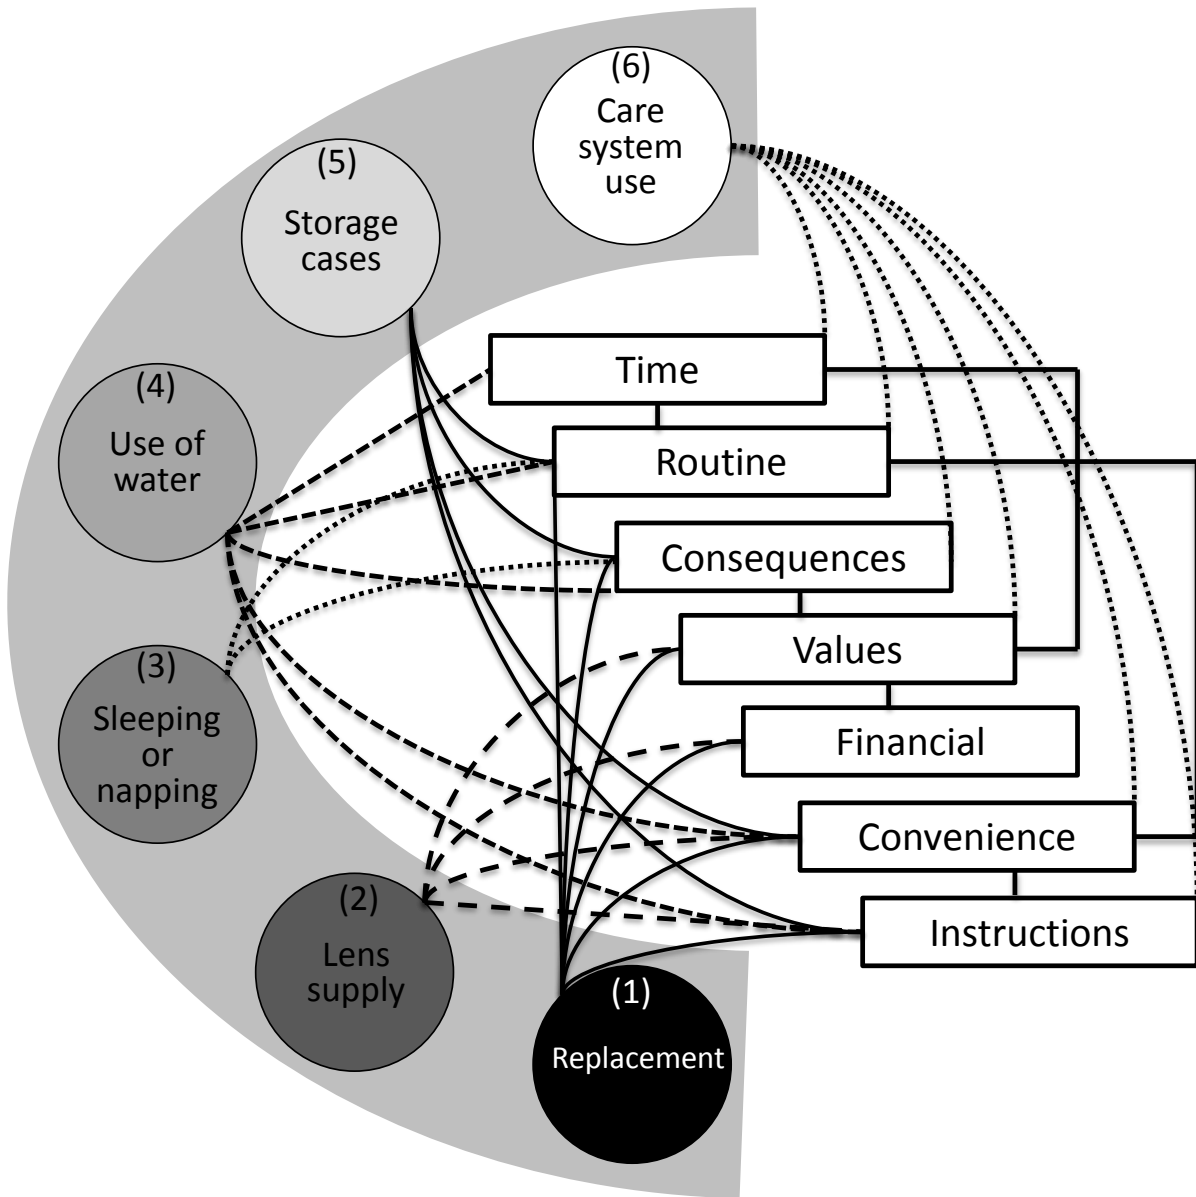 (6)
Care
system
use
(5)
Storage
cases
(4)
Use of
water
(3)
Sleeping
or
napping
(2)
Lens
supply
(1)
Replacement
Time
Routine
Consequences
Values
Financial
Convenience
Instructions